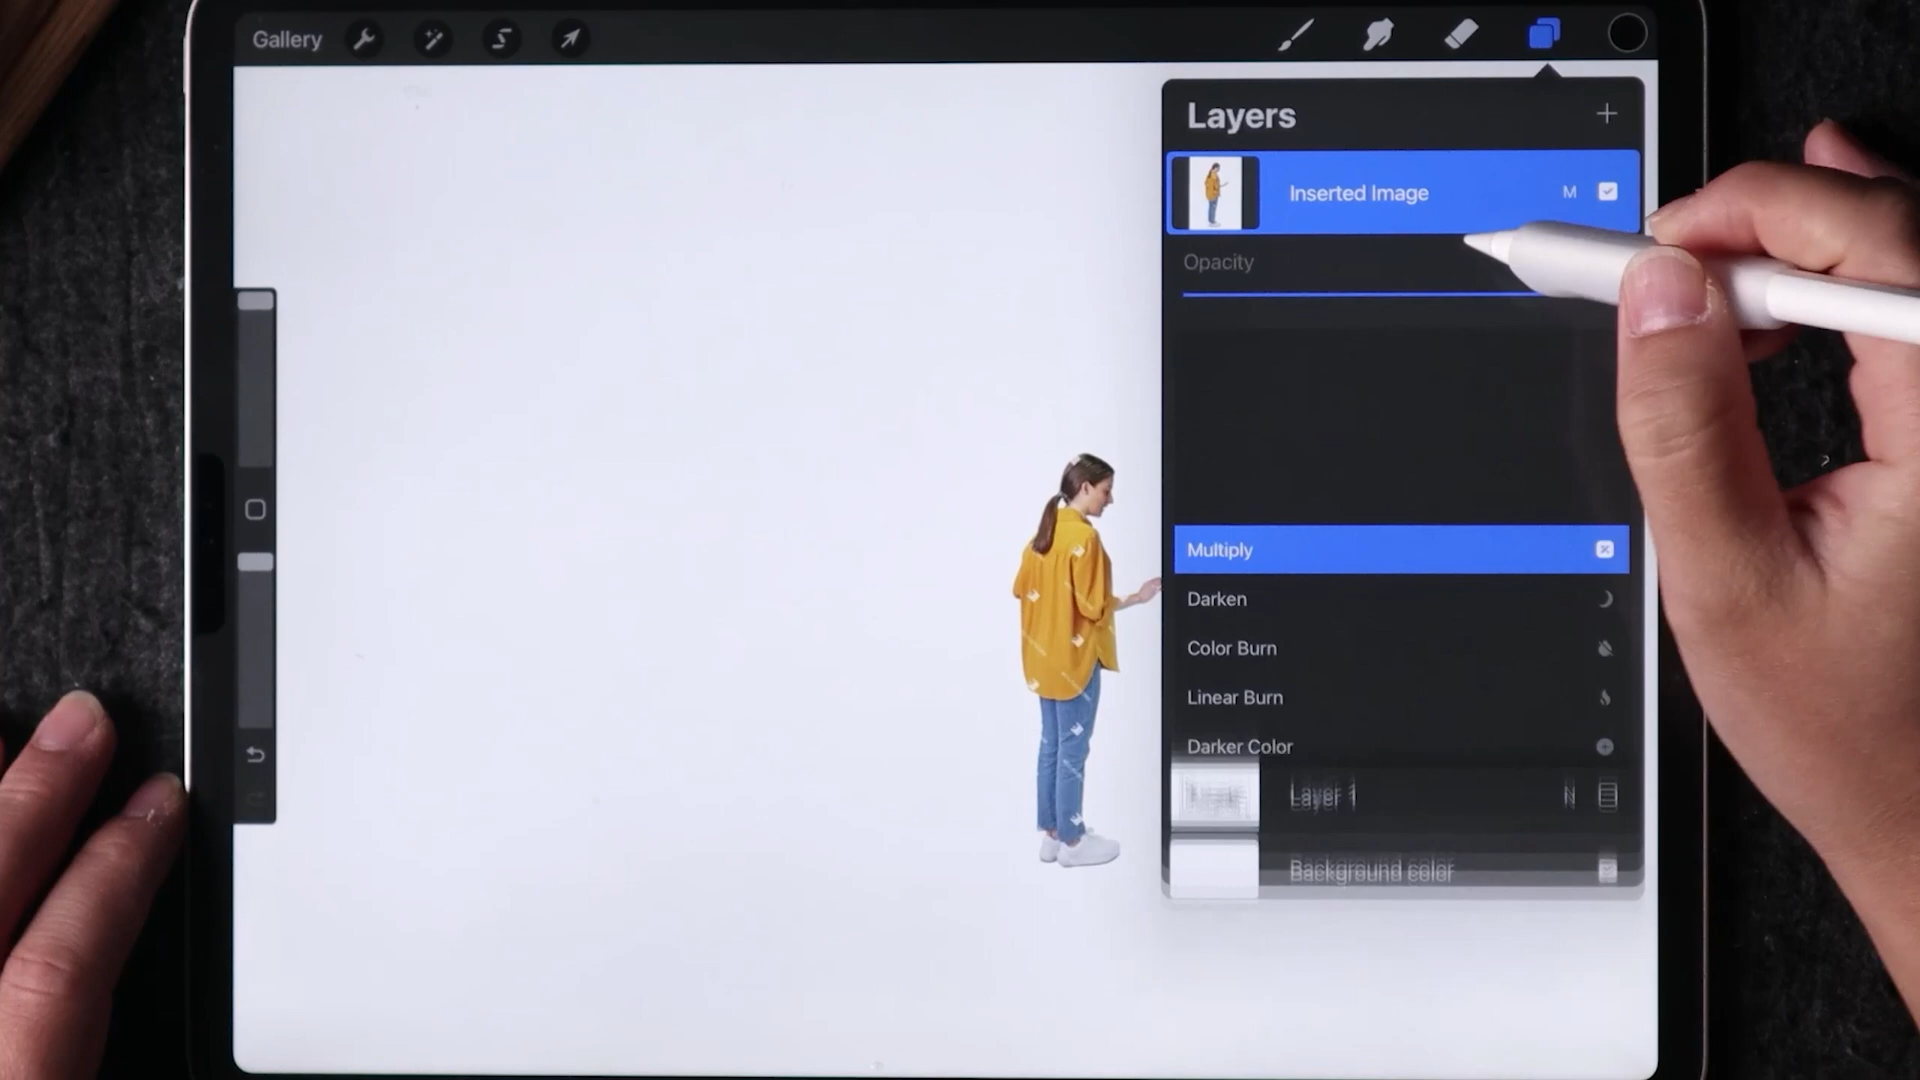 Gallery
Layers
Inserted Image M
Opacity
Multiply
Darken
Color Burn
Linear Burn
Darker Color
Layer 1 N
Background color